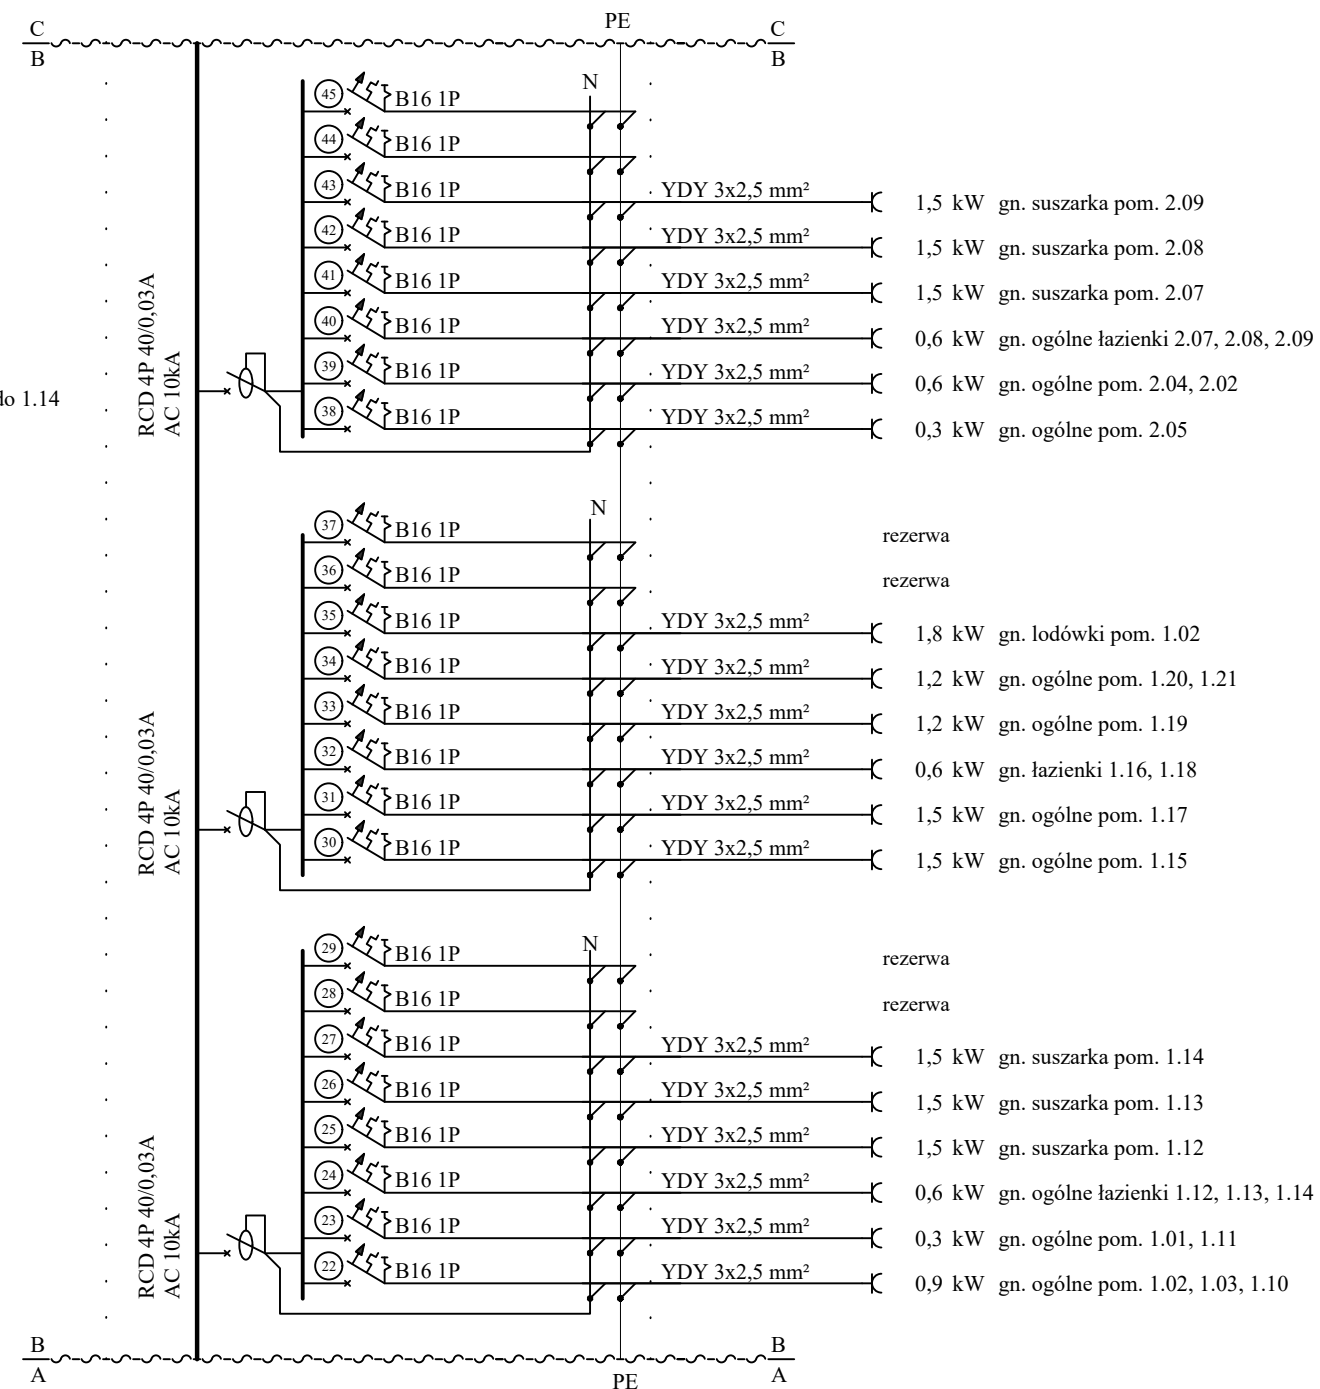 C PE C
B B
N
45 B16 1P
44 B16 1P
43 B16 1P YDY 3x2,5 mm² 1,5 kW gn. suszarka pom. 2.09
42 B16 1P YDY 3x2,5 mm² 1,5 kW gn. suszarka pom. 2.08
41 B16 1P YDY 3x2,5 mm² 1,5 kW gn. suszarka pom. 2.07
40 B16 1P YDY 3x2,5 mm² 0,6 kW gn. ogólne łazienki 2.07, 2.08, 2.09
39 B16 1P YDY 3x2,5 mm² 0,6 kW gn. ogólne pom. 2.04, 2.02
38 B16 1P YDY 3x2,5 mm² 0,3 kW gn. ogólne pom. 2.05
RCD 4P 40/0,03A
AC 10kA
do 1.14
N
37 B16 1P rezerwa
36 B16 1P rezerwa
35 B16 1P YDY 3x2,5 mm² 1,8 kW gn. lodówki pom. 1.02
34 B16 1P YDY 3x2,5 mm² 1,2 kW gn. ogólne pom. 1.20, 1.21
33 B16 1P YDY 3x2,5 mm² 1,2 kW gn. ogólne pom. 1.19
32 B16 1P YDY 3x2,5 mm² 0,6 kW gn. łazienki 1.16, 1.18
31 B16 1P YDY 3x2,5 mm² 1,5 kW gn. ogólne pom. 1.17
30 B16 1P YDY 3x2,5 mm² 1,5 kW gn. ogólne pom. 1.15
RCD 4P 40/0,03A
AC 10kA
N
29 B16 1P rezerwa
28 B16 1P rezerwa
27 B16 1P YDY 3x2,5 mm² 1,5 kW gn. suszarka pom. 1.14
26 B16 1P YDY 3x2,5 mm² 1,5 kW gn. suszarka pom. 1.13
25 B16 1P YDY 3x2,5 mm² 1,5 kW gn. suszarka pom. 1.12
24 B16 1P YDY 3x2,5 mm² 0,6 kW gn. ogólne łazienki 1.12, 1.13, 1.14
23 B16 1P YDY 3x2,5 mm² 0,3 kW gn. ogólne pom. 1.01, 1.11
22 B16 1P YDY 3x2,5 mm² 0,9 kW gn. ogólne pom. 1.02, 1.03, 1.10
RCD 4P 40/0,03A
AC 10kA
B B
A PE A